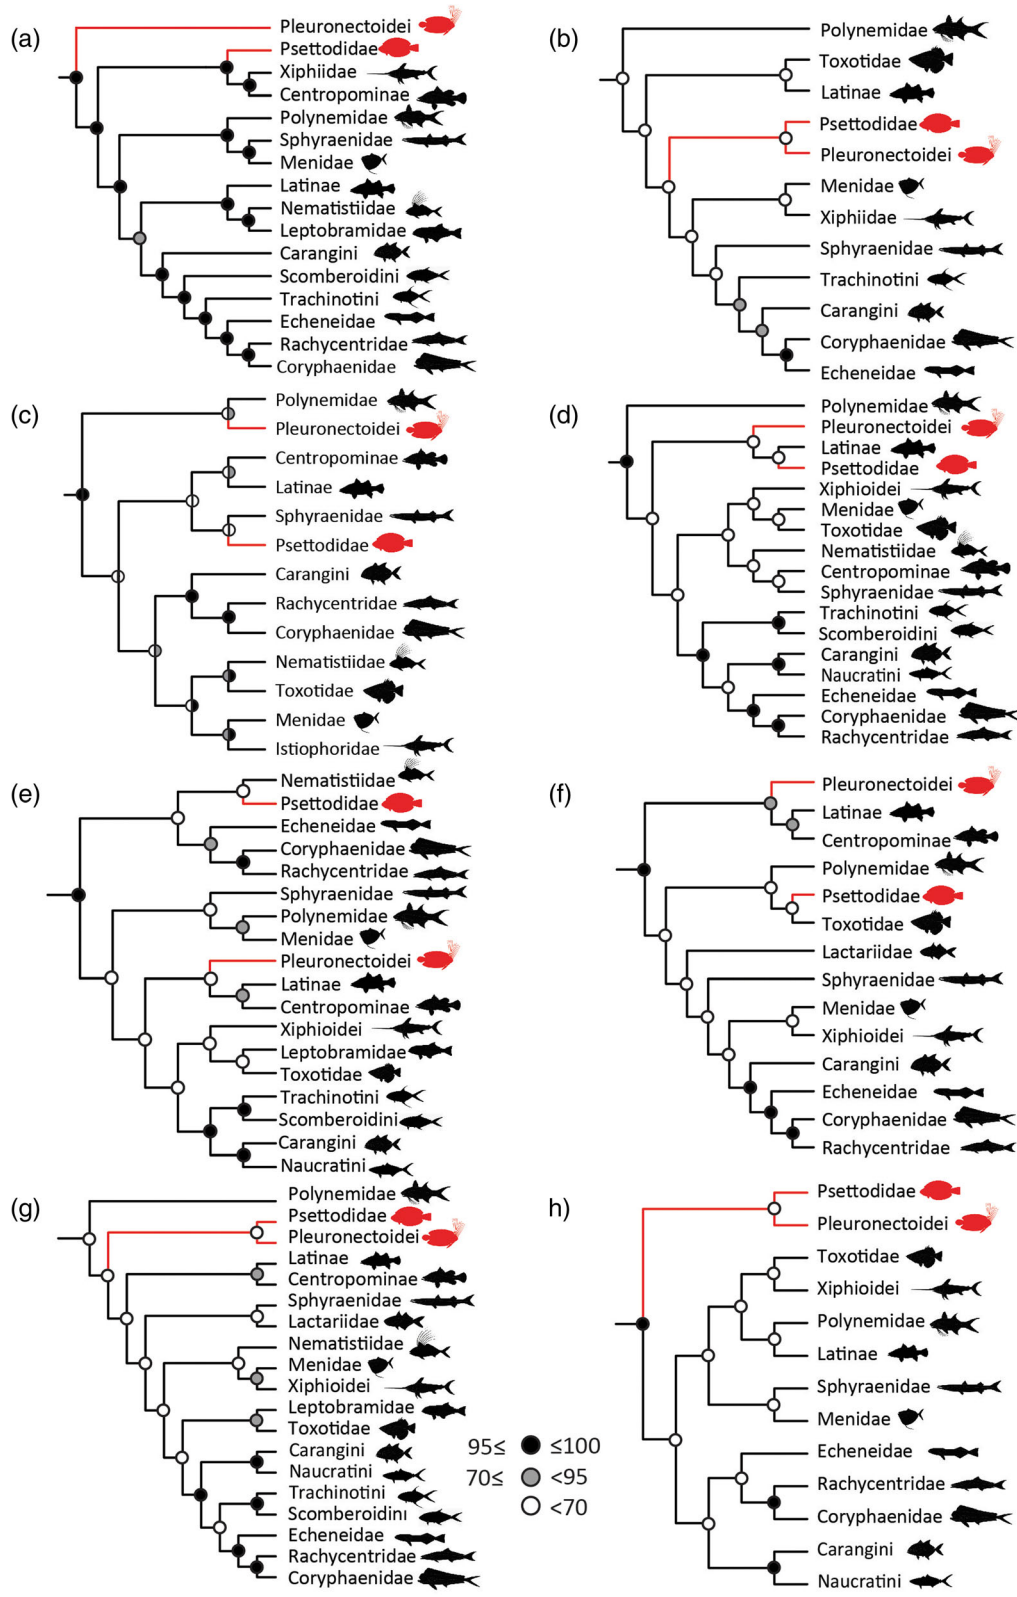 (a)
Pleuronectoidei
Psettodidae
Xiphiidae
Centropominae
Polynemidae
Sphyraenidae
Menidae
Latinae
Nematistiidae
Leptobramidae
Carangini
Scomberoidini
Trachinotini
Echeneidae
Rachycentridae
Coryphaenidae
(b)
Polynemidae
Toxotidae
Latinae
Psettodidae
Pleuronectoidei
Menidae
Xiphiidae
Sphyraenidae
Trachinotini
Carangini
Coryphaenidae
Echeneidae
(c)
Polynemidae
Pleuronectoidei
Centropominae
Latinae
Sphyraenidae
Psettodidae
Carangini
Rachycentridae
Coryphaenidae
Nematistiidae
Toxotidae
Menidae
Istiophoridae
(d)
Polynemidae
Pleuronectoidei
Latinae
Psettodidae
Xiphioidei
Menidae
Toxotidae
Nematistiidae
Centropominae
Sphyraenidae
Trachinotini
Scomberoidini
Carangini
Naucratini
Echeneidae
Coryphaenidae
Rachycentridae
(e)
Nematistiidae
Psettodidae
Echeneidae
Coryphaenidae
Rachycentridae
Sphyraenidae
Polynemidae
Menidae
Pleuronectoidei
Latinae
Centropominae
Xiphioidei
Leptobramidae
Toxotidae
Trachinotini
Scomberoidini
Carangini
Naucratini
(f)
Pleuronectoidei
Latinae
Centropominae
Polynemidae
Psettodidae
Toxotidae
Lactariidae
Sphyraenidae
Menidae
Xiphioidei
Carangini
Echeneidae
Coryphaenidae
Rachycentridae
(g)
Polynemidae
Psettodidae
Pleuronectoidei
Latinae
Centropominae
Sphyraenidae
Lactariidae
Nematistiidae
Menidae
Xiphioidei
Leptobramidae
Toxotidae
Carangini
Naucratini
Trachinotini
Scomberoidini
Echeneidae
Rachycentridae
Coryphaenidae
95≤ ≤100
70≤ <95
<70
h)
Psettodidae
Pleuronectoidei
Toxotidae
Xiphioidei
Polynemidae
Latinae
Sphyraenidae
Menidae
Echeneidae
Rachycentridae
Coryphaenidae
Carangini
Naucratini